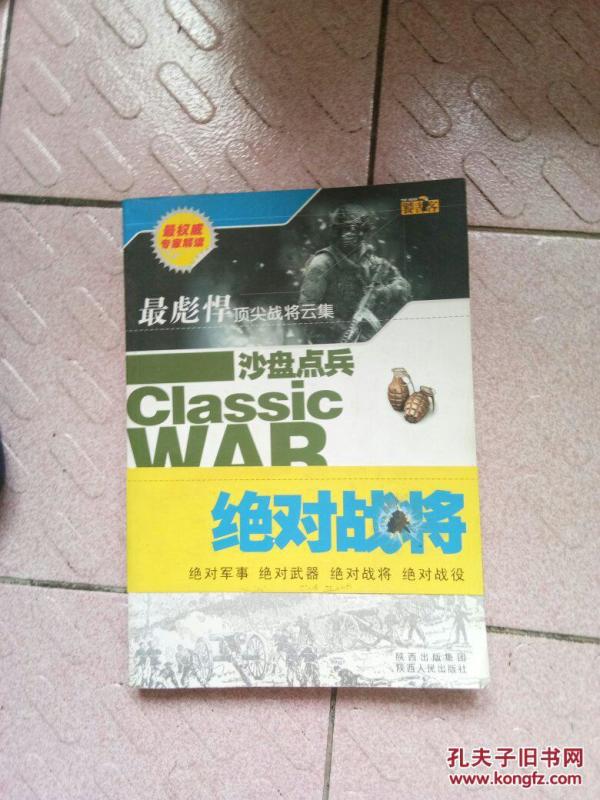 最权威
专家解读
最彪悍顶尖战将云集
沙盘点兵
Classic
WAR
绝对战将
绝对军事 绝对武器 绝对战将 绝对战役
陕西出版集团
陕西人民出版社
孔夫子旧书网
www.kongfz.com